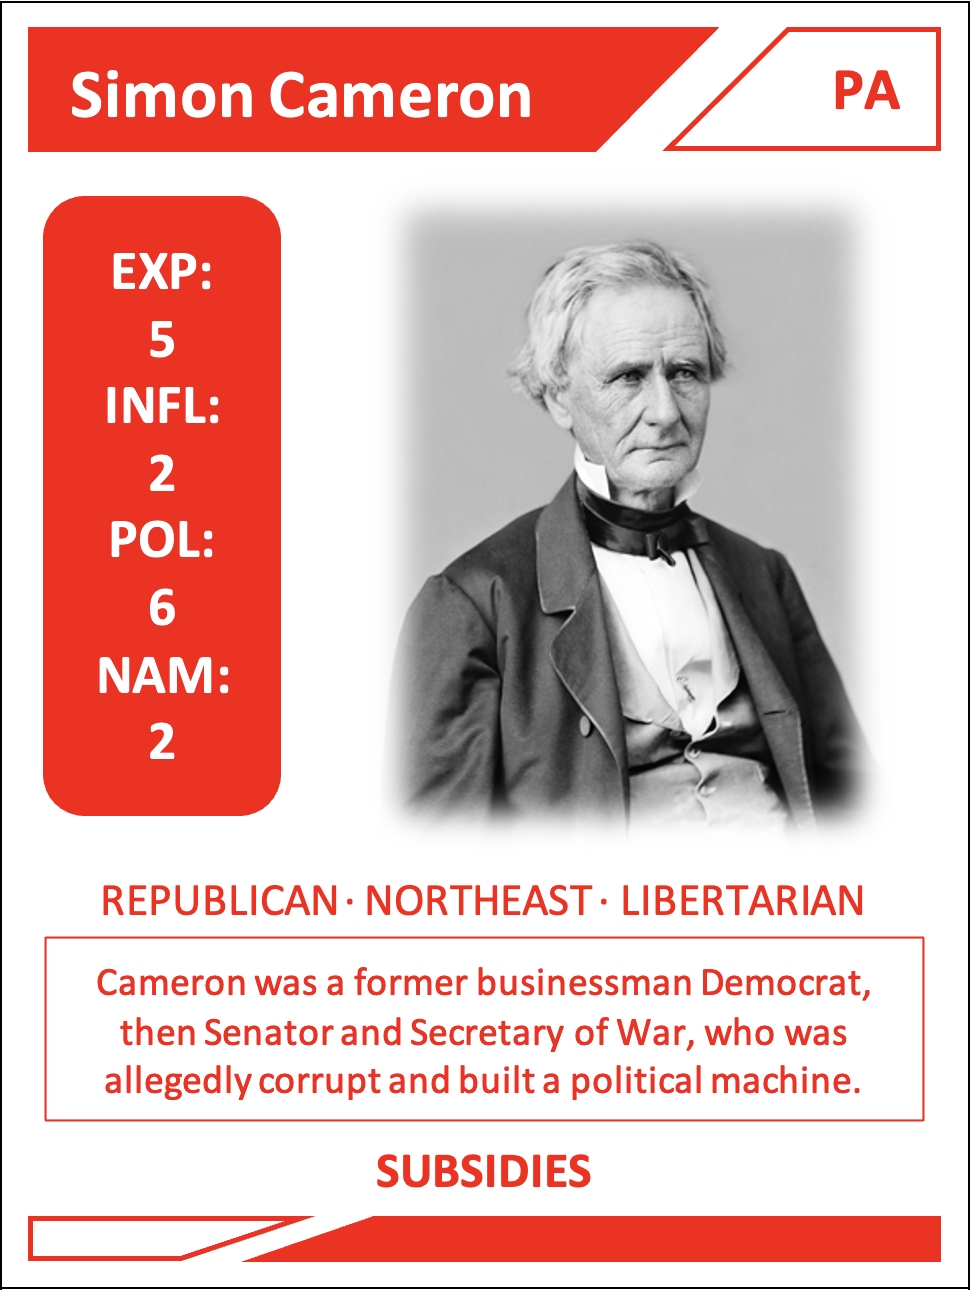 Simon Cameron
PA
EXP:
5
INFL:
2
POL:
6
NAM:
2
REPUBLICAN · NORTHEAST · LIBERTARIAN
Cameron was a former businessman Democrat,
then Senator and Secretary of War, who was
allegedly corrupt and built a political machine.
SUBSIDIES